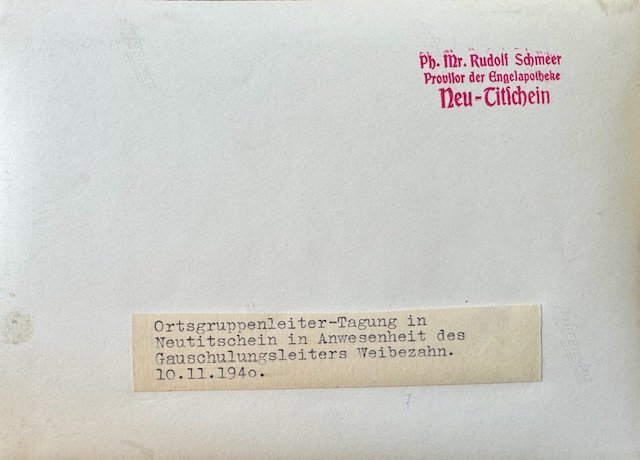 Ph. Mr. Rudolf Schmeer
Provisor der Engelapotheke
Neu-Titschein
Ortsgruppenleiter-Tagung in
Neutitschein in Anwesenheit des
Gauschulungsleiters Weibezahn.
10.11.194o.